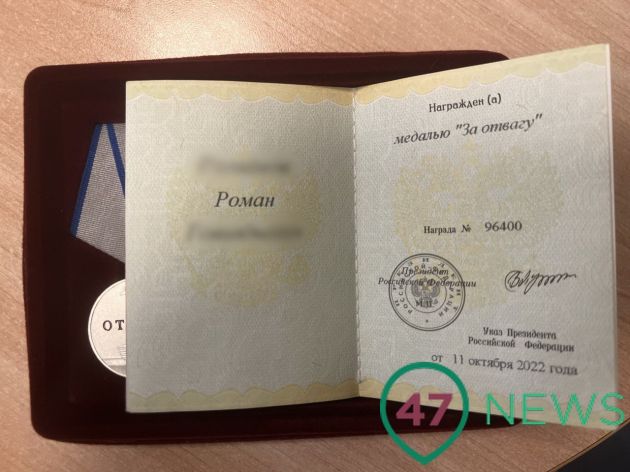 Роман
Награжден (а)
медалью "За отвагу"
Награда № 96400
Президент
Российской Федерации
М.П.
Указ Президента
Российской Федерации
от 11 октября 2022 года
ОТ
47 NEWS